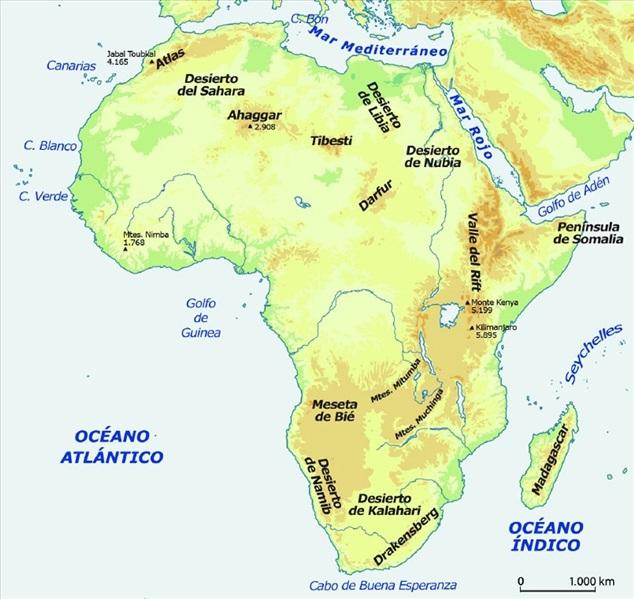 C. Bon
Mar Mediterráneo
Jabal Toubkal
4.165
Atlas
Canarias
Desierto
del Sahara
Desierto
de Libia
Mar Rojo
Ahaggar
2.908
Tibesti
C. Blanco
Desierto
de Nubia
Darfur
C. Verde
Golfo de Adén
Valle del Rift
Península
de Somalia
Mtes. Nimba
1.768
Golfo
de
Guinea
Monte Kenya
5.199
Kilimanjaro
5.895
Seychelles
Mtes. Mitumba
Meseta
de Bié
Mtes. Muchinga
OCÉANO
ATLÁNTICO
Madagascar
Desierto
de Namib
Desierto
de Kalahari
Drakensberg
OCÉANO
ÍNDICO
Cabo de Buena Esperanza
0 1.000 km